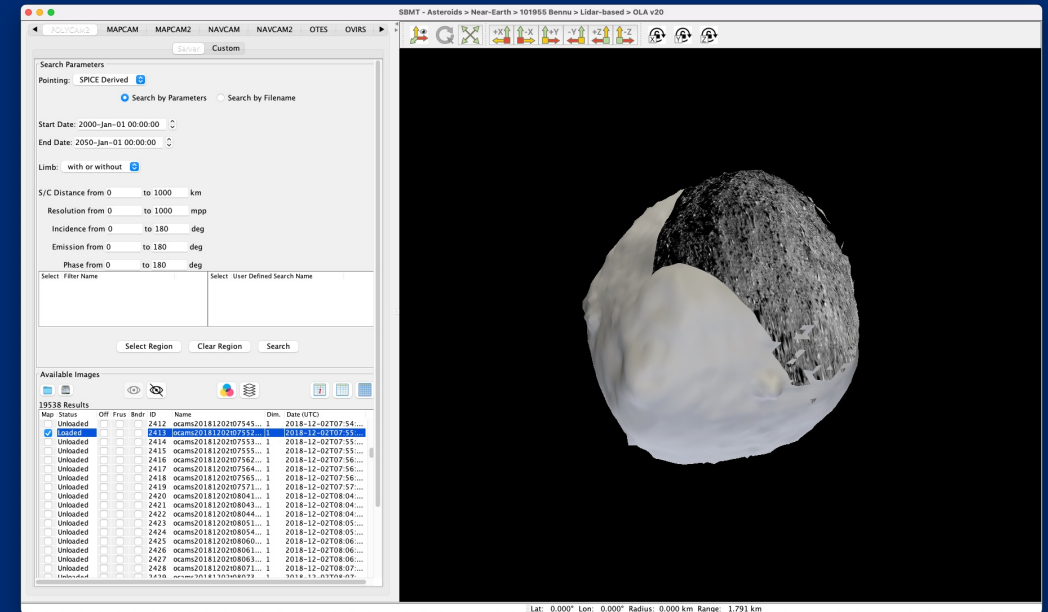 SBMT - Asteroids > Near-Earth > 101955 Bennu > Lidar-based > OLA v20
POLYCAM2 MAPCAM MAPCAM2 NAVCAM NAVCAM2 OTES OVIRS
Server Custom
+X -X +Y -Y +Z -Z X Y Z
Search Parameters
Pointing: SPICE Derived
Search by Parameters Search by Filename
Start Date: 2000-Jan-01 00:00:00
End Date: 2050-Jan-01 00:00:00
Limb: with or without
S/C Distance from 0 to 1000 km
Resolution from 0 to 1000 mpp
Incidence from 0 to 180 deg
Emission from 0 to 180 deg
Phase from 0 to 180 deg
Select Filter Name Select User Defined Search Name
Select Region Clear Region Search
Available Images
19538 Results
Map Status Off Frus Bndr ID Name Dim. Date (UTC)
Unloaded 2412 ocams20181202t07545... 1 2018-12-02T07:54:...
Loaded 2413 ocams20181202t07552... 1 2018-12-02T07:55:...
Unloaded 2414 ocams20181202t07553... 1 2018-12-02T07:55:...
Unloaded 2415 ocams20181202t07555... 1 2018-12-02T07:55:...
Unloaded 2416 ocams20181202t07562... 1 2018-12-02T07:56:...
Unloaded 2417 ocams20181202t07564... 1 2018-12-02T07:56:...
Unloaded 2418 ocams20181202t07565... 1 2018-12-02T07:56:...
Unloaded 2419 ocams20181202t07571... 1 2018-12-02T07:57:...
Unloaded 2420 ocams20181202t08041... 1 2018-12-02T08:04:...
Unloaded 2421 ocams20181202t08043... 1 2018-12-02T08:04:...
Unloaded 2422 ocams20181202t08044... 1 2018-12-02T08:04:...
Unloaded 2423 ocams20181202t08051... 1 2018-12-02T08:05:...
Unloaded 2424 ocams20181202t08054... 1 2018-12-02T08:05:...
Unloaded 2425 ocams20181202t08060... 1 2018-12-02T08:06:...
Unloaded 2426 ocams20181202t08061... 1 2018-12-02T08:06:...
Unloaded 2427 ocams20181202t08063... 1 2018-12-02T08:06:...
Unloaded 2428 ocams20181202t08071... 1 2018-12-02T08:07:...
Unloaded 2429 ocams20181202t08073... 1 2018-12-02T08:07:...
Lat: 0.000° Lon: 0.000° Radius: 0.000 km Range: 1.791 km